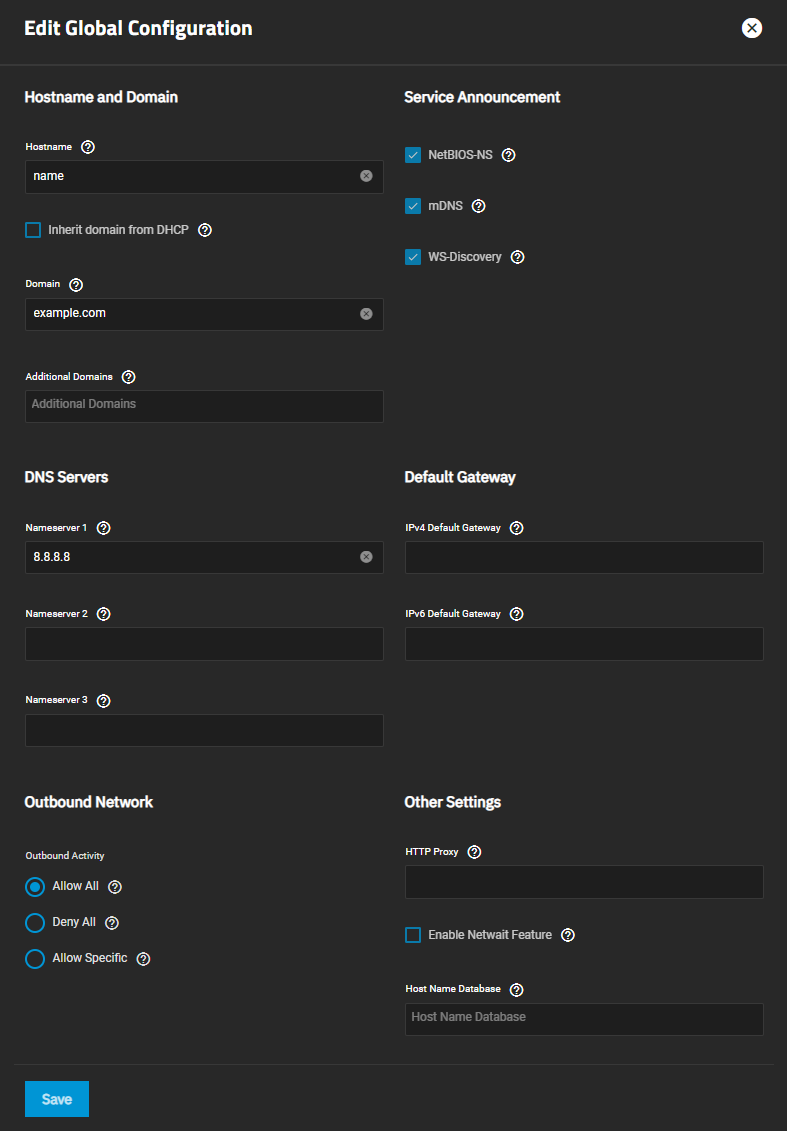 Edit Global Configuration
Hostname and Domain
Hostname
name
Inherit domain from DHCP
Domain
example.com
Additional Domains
Additional Domains
Service Announcement
NetBIOS-NS
mDNS
WS-Discovery
DNS Servers
Nameserver 1
8.8.8.8
Nameserver 2
Nameserver 3
Default Gateway
IPv4 Default Gateway
IPv6 Default Gateway
Outbound Network
Outbound Activity
Allow All
Deny All
Allow Specific
Other Settings
HTTP Proxy
Enable Netwait Feature
Host Name Database
Host Name Database
Save